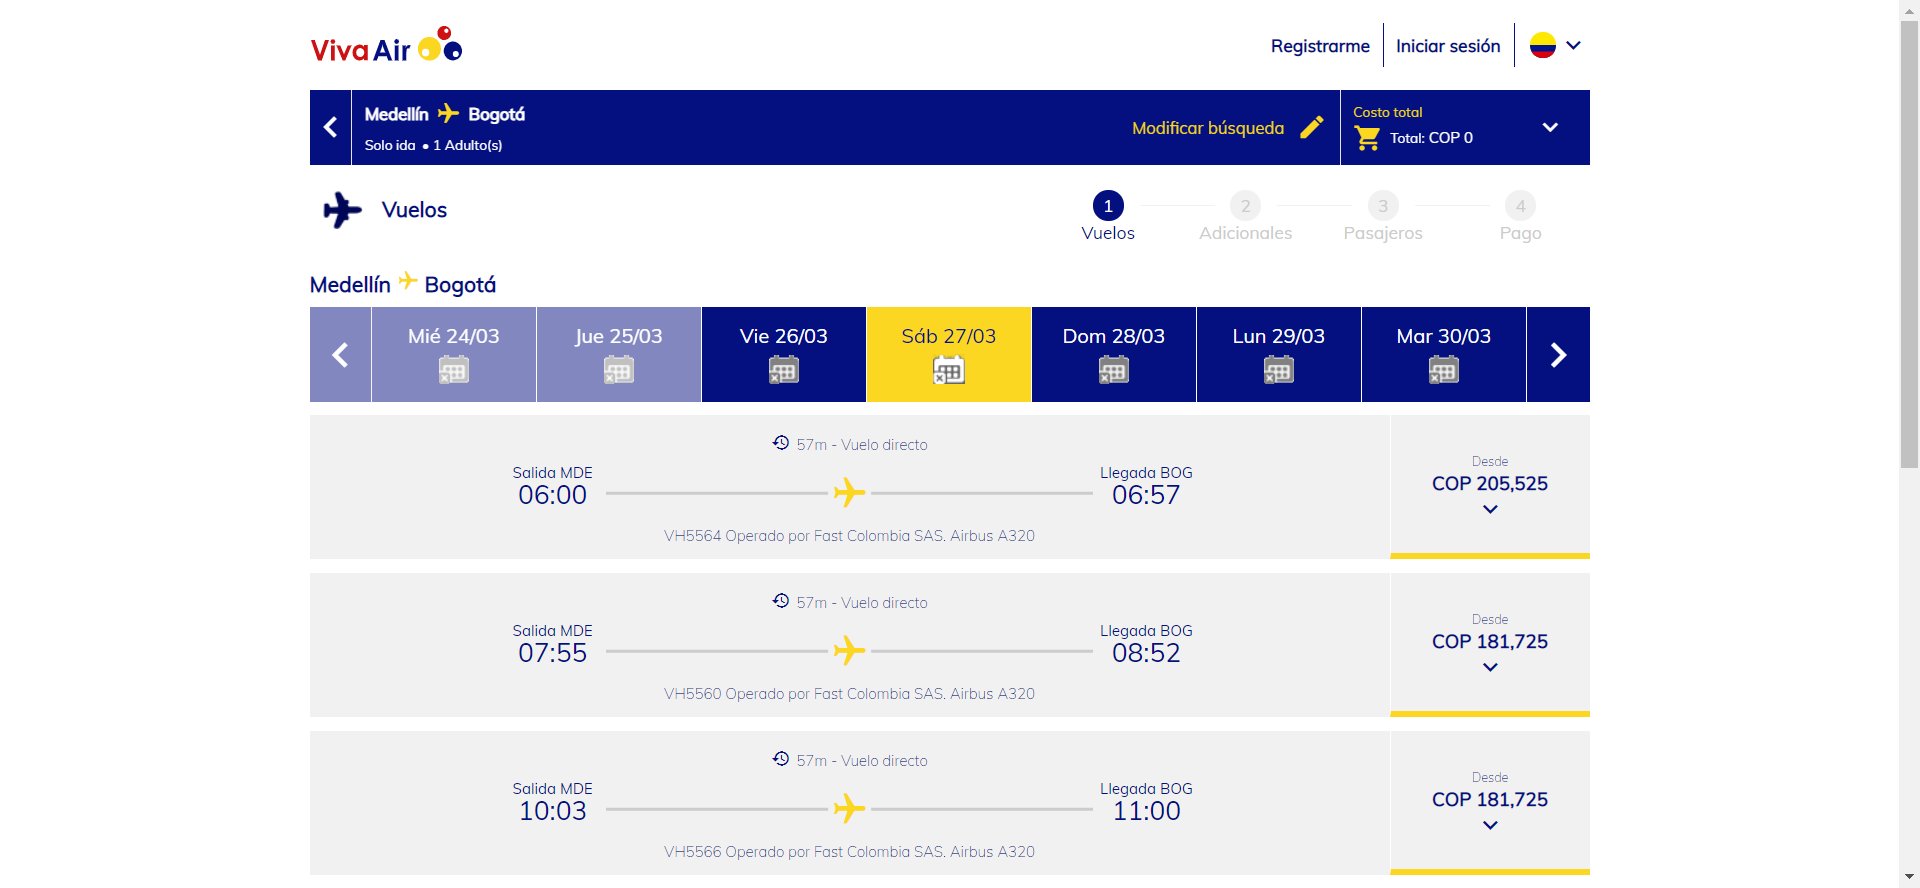 Viva Air
Registrarme
Iniciar sesión
Medellín Bogotá
Solo ida • 1 Adulto(s)
Modificar búsqueda
Costo total
Total: COP 0
Vuelos
1
Vuelos
2
Adicionales
3
Pasajeros
4
Pago
Medellín Bogotá
Mié 24/03
Jue 25/03
Vie 26/03
Sáb 27/03
Dom 28/03
Lun 29/03
Mar 30/03
57m - Vuelo directo
Salida MDE
06:00
Llegada BOG
06:57
VH5564 Operado por Fast Colombia SAS. Airbus A320
Desde
COP 205,525
57m - Vuelo directo
Salida MDE
07:55
Llegada BOG
08:52
VH5560 Operado por Fast Colombia SAS. Airbus A320
Desde
COP 181,725
57m - Vuelo directo
Salida MDE
10:03
Llegada BOG
11:00
VH5566 Operado por Fast Colombia SAS. Airbus A320
Desde
COP 181,725